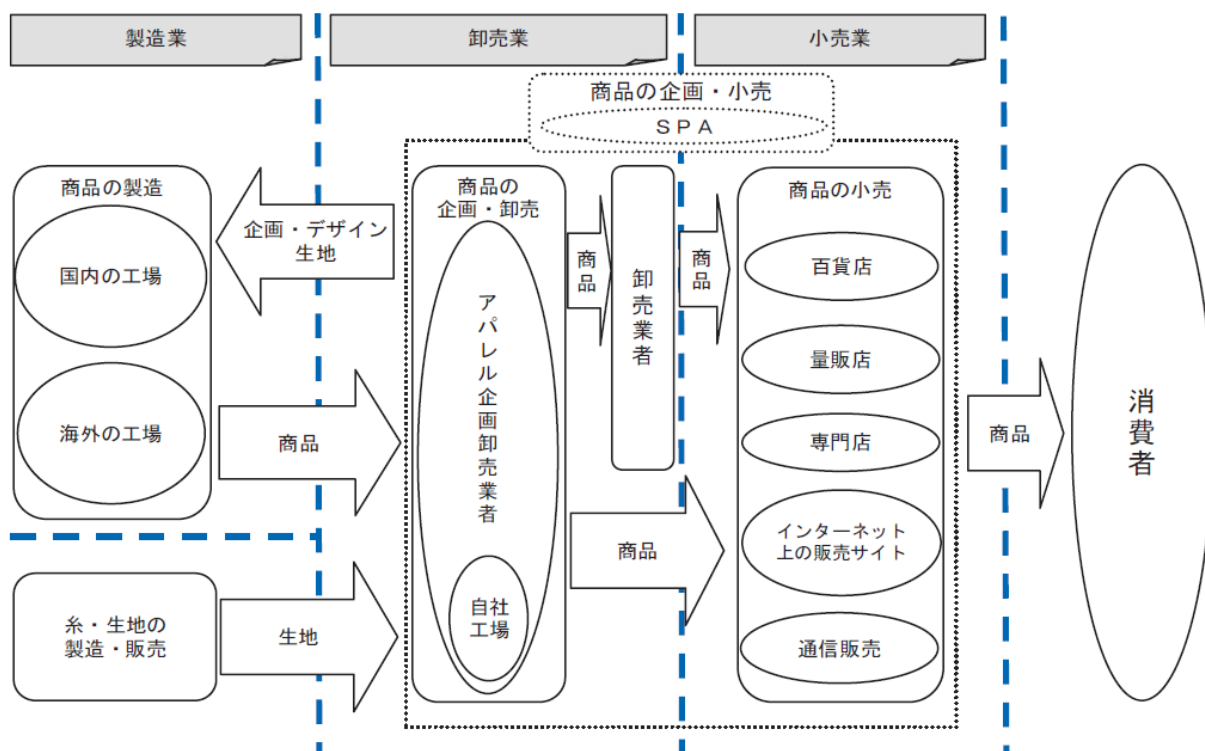 製造業
卸売業
小売業
商品の企画・小売
ＳＰＡ
商品の製造
国内の工場
海外の工場
企画・デザイン
生地
商品
糸・生地の
製造・販売
生地
商品の
企画・卸売
アパレル企画卸売業者
自社
工場
商品
卸売業者
商品
商品
商品の小売
百貨店
量販店
専門店
インターネット
上の販売サイト
通信販売
商品
消費者